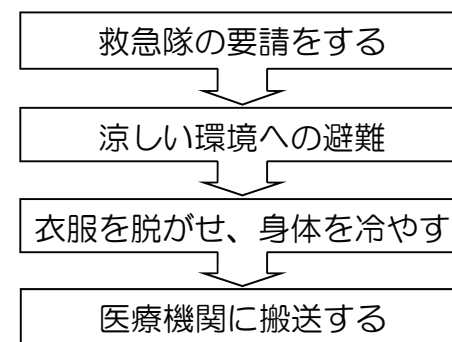 救急隊の要請をする
涼しい環境への避難
衣服を脱がせ、身体を冷やす
医療機関に搬送する